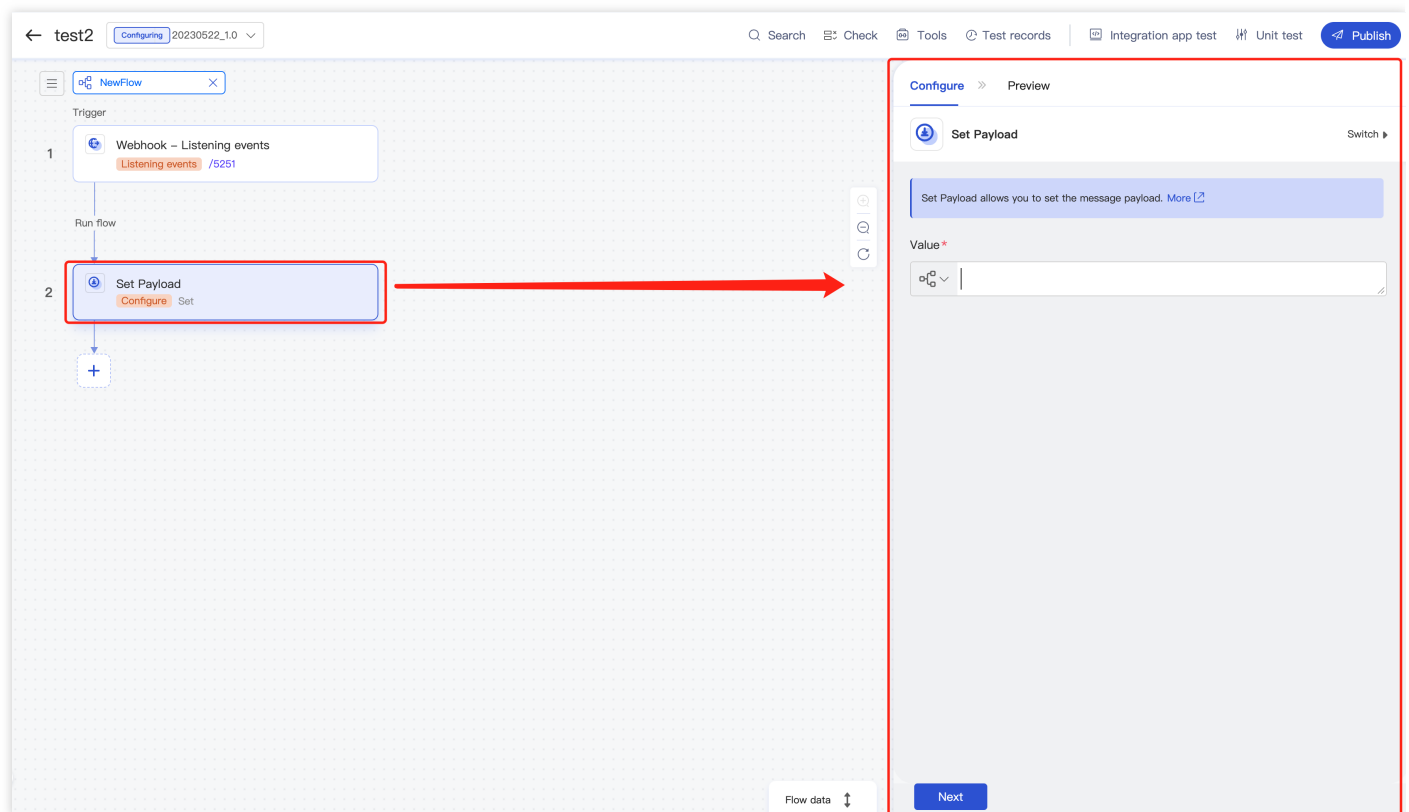 test2 Configuring 20230522_1.0 Search Check Tools Test records Integration app test Unit test Publish
NewFlow
Trigger
1 Webhook – Listening events
Listening events /5251
Run flow
2 Set Payload
Configure Set
Flow data
Configure Preview
Set Payload Switch
Set Payload allows you to set the message payload. More
Value*
Next